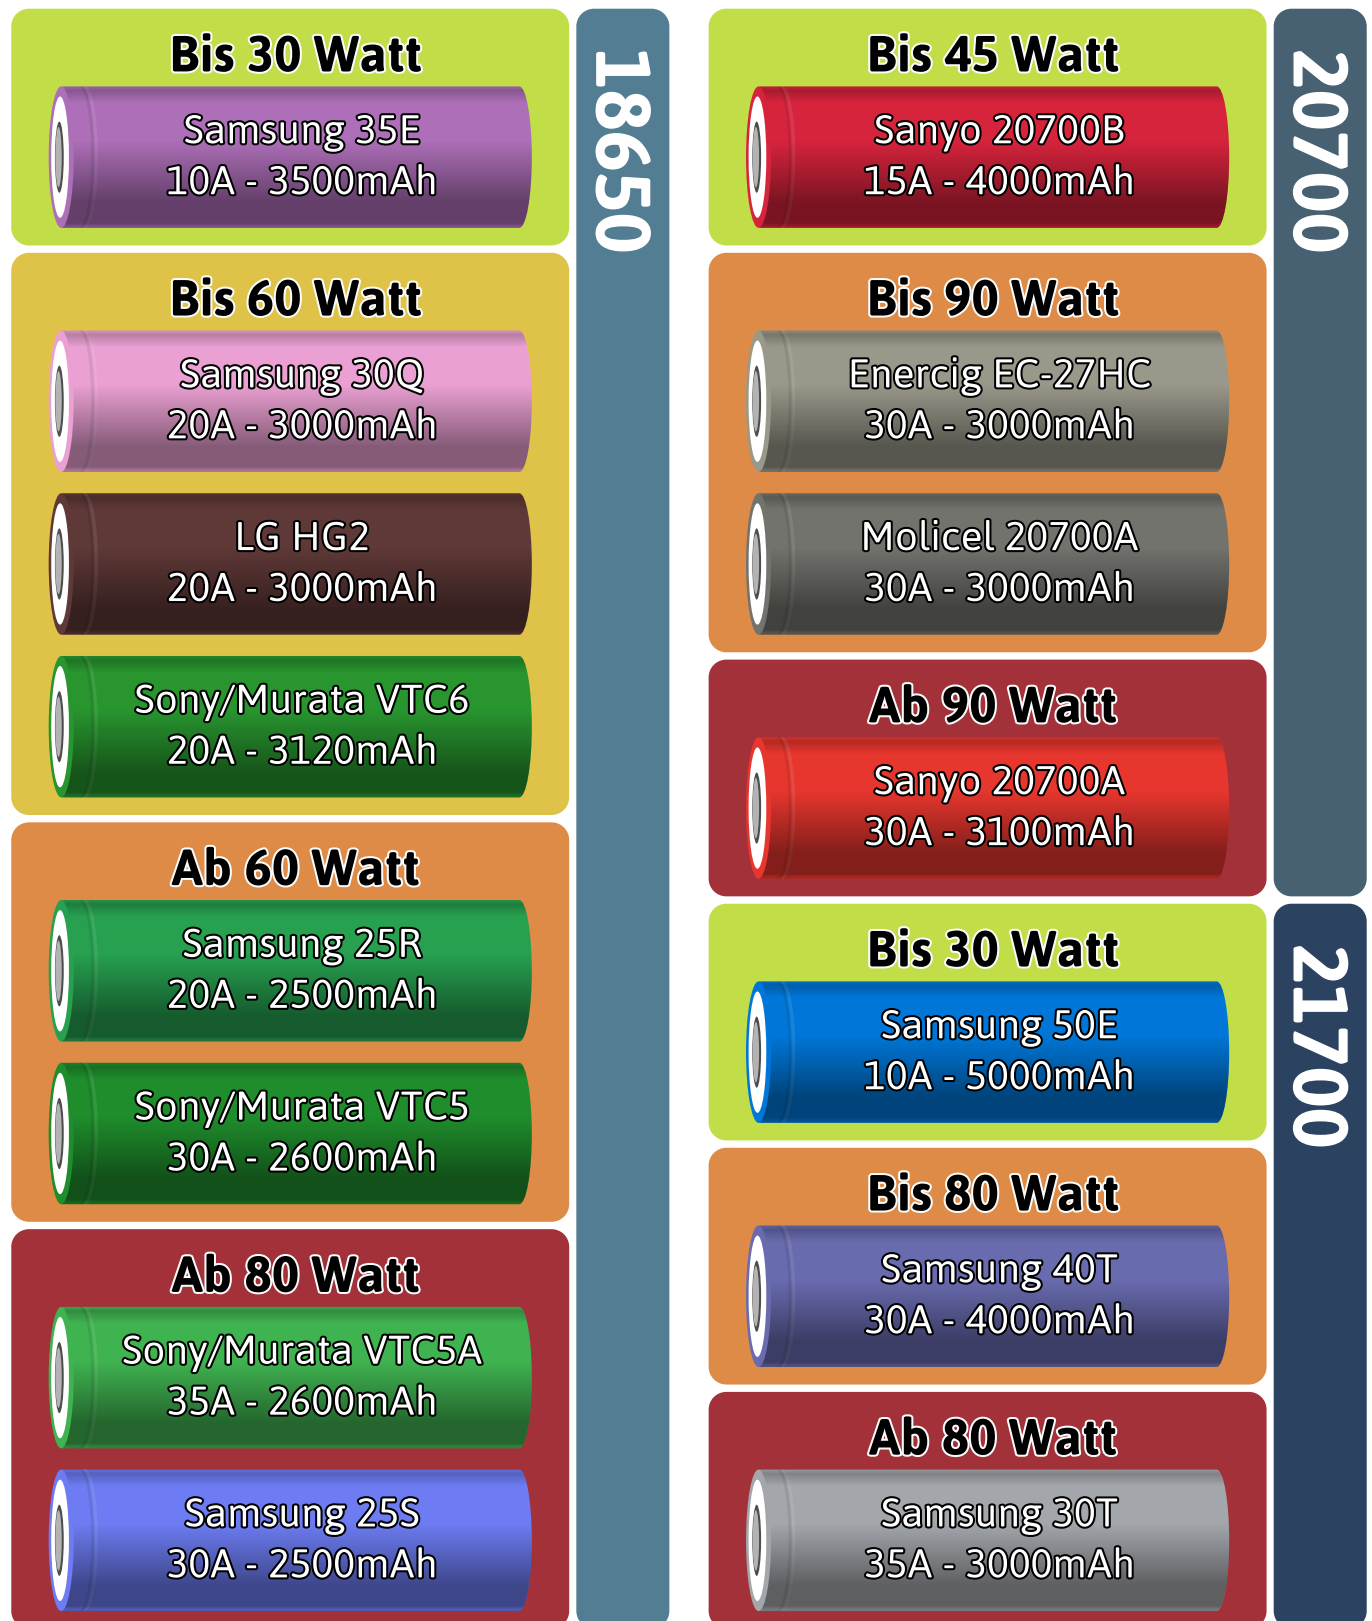 Bis 30 Watt
Samsung 35E
10A - 3500mAh
Bis 60 Watt
Samsung 30Q
20A - 3000mAh
LG HG2
20A - 3000mAh
Sony/Murata VTC6
20A - 3120mAh
Ab 60 Watt
Samsung 25R
20A - 2500mAh
Sony/Murata VTC5
30A - 2600mAh
Ab 80 Watt
Sony/Murata VTC5A
35A - 2600mAh
Samsung 25S
30A - 2500mAh
18650
Bis 45 Watt
Sanyo 20700B
15A - 4000mAh
Bis 90 Watt
Enercig EC-27HC
30A - 3000mAh
Molicel 20700A
30A - 3000mAh
Ab 90 Watt
Sanyo 20700A
30A - 3100mAh
20700
Bis 30 Watt
Samsung 50E
10A - 5000mAh
Bis 80 Watt
Samsung 40T
30A - 4000mAh
Ab 80 Watt
Samsung 30T
35A - 3000mAh
21700